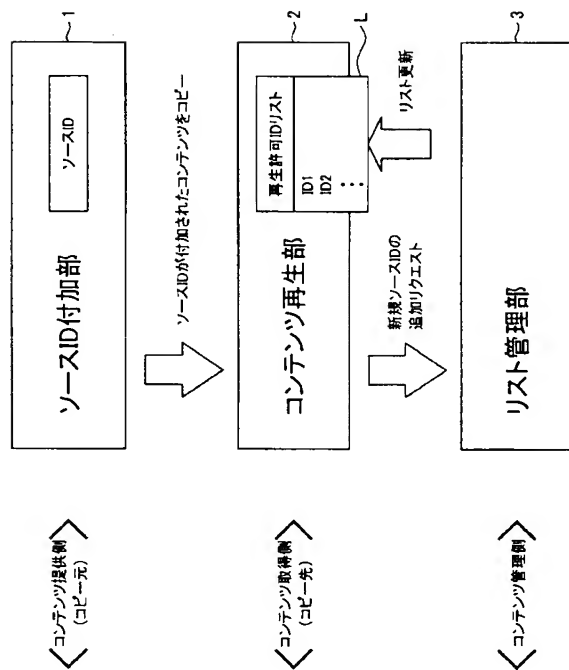 <コンテンツ提供側>
(コピー元)
ソースID付加部
ソースID
1
ソースIDが付加されたコンテンツをコピー
<コンテンツ取得側>
(コピー先)
コンテンツ再生部
再生許可IDリスト
ID1
ID2
:
2
L
新規ソースIDの
追加リクエスト
リスト更新
<コンテンツ管理側>
リスト管理部
3